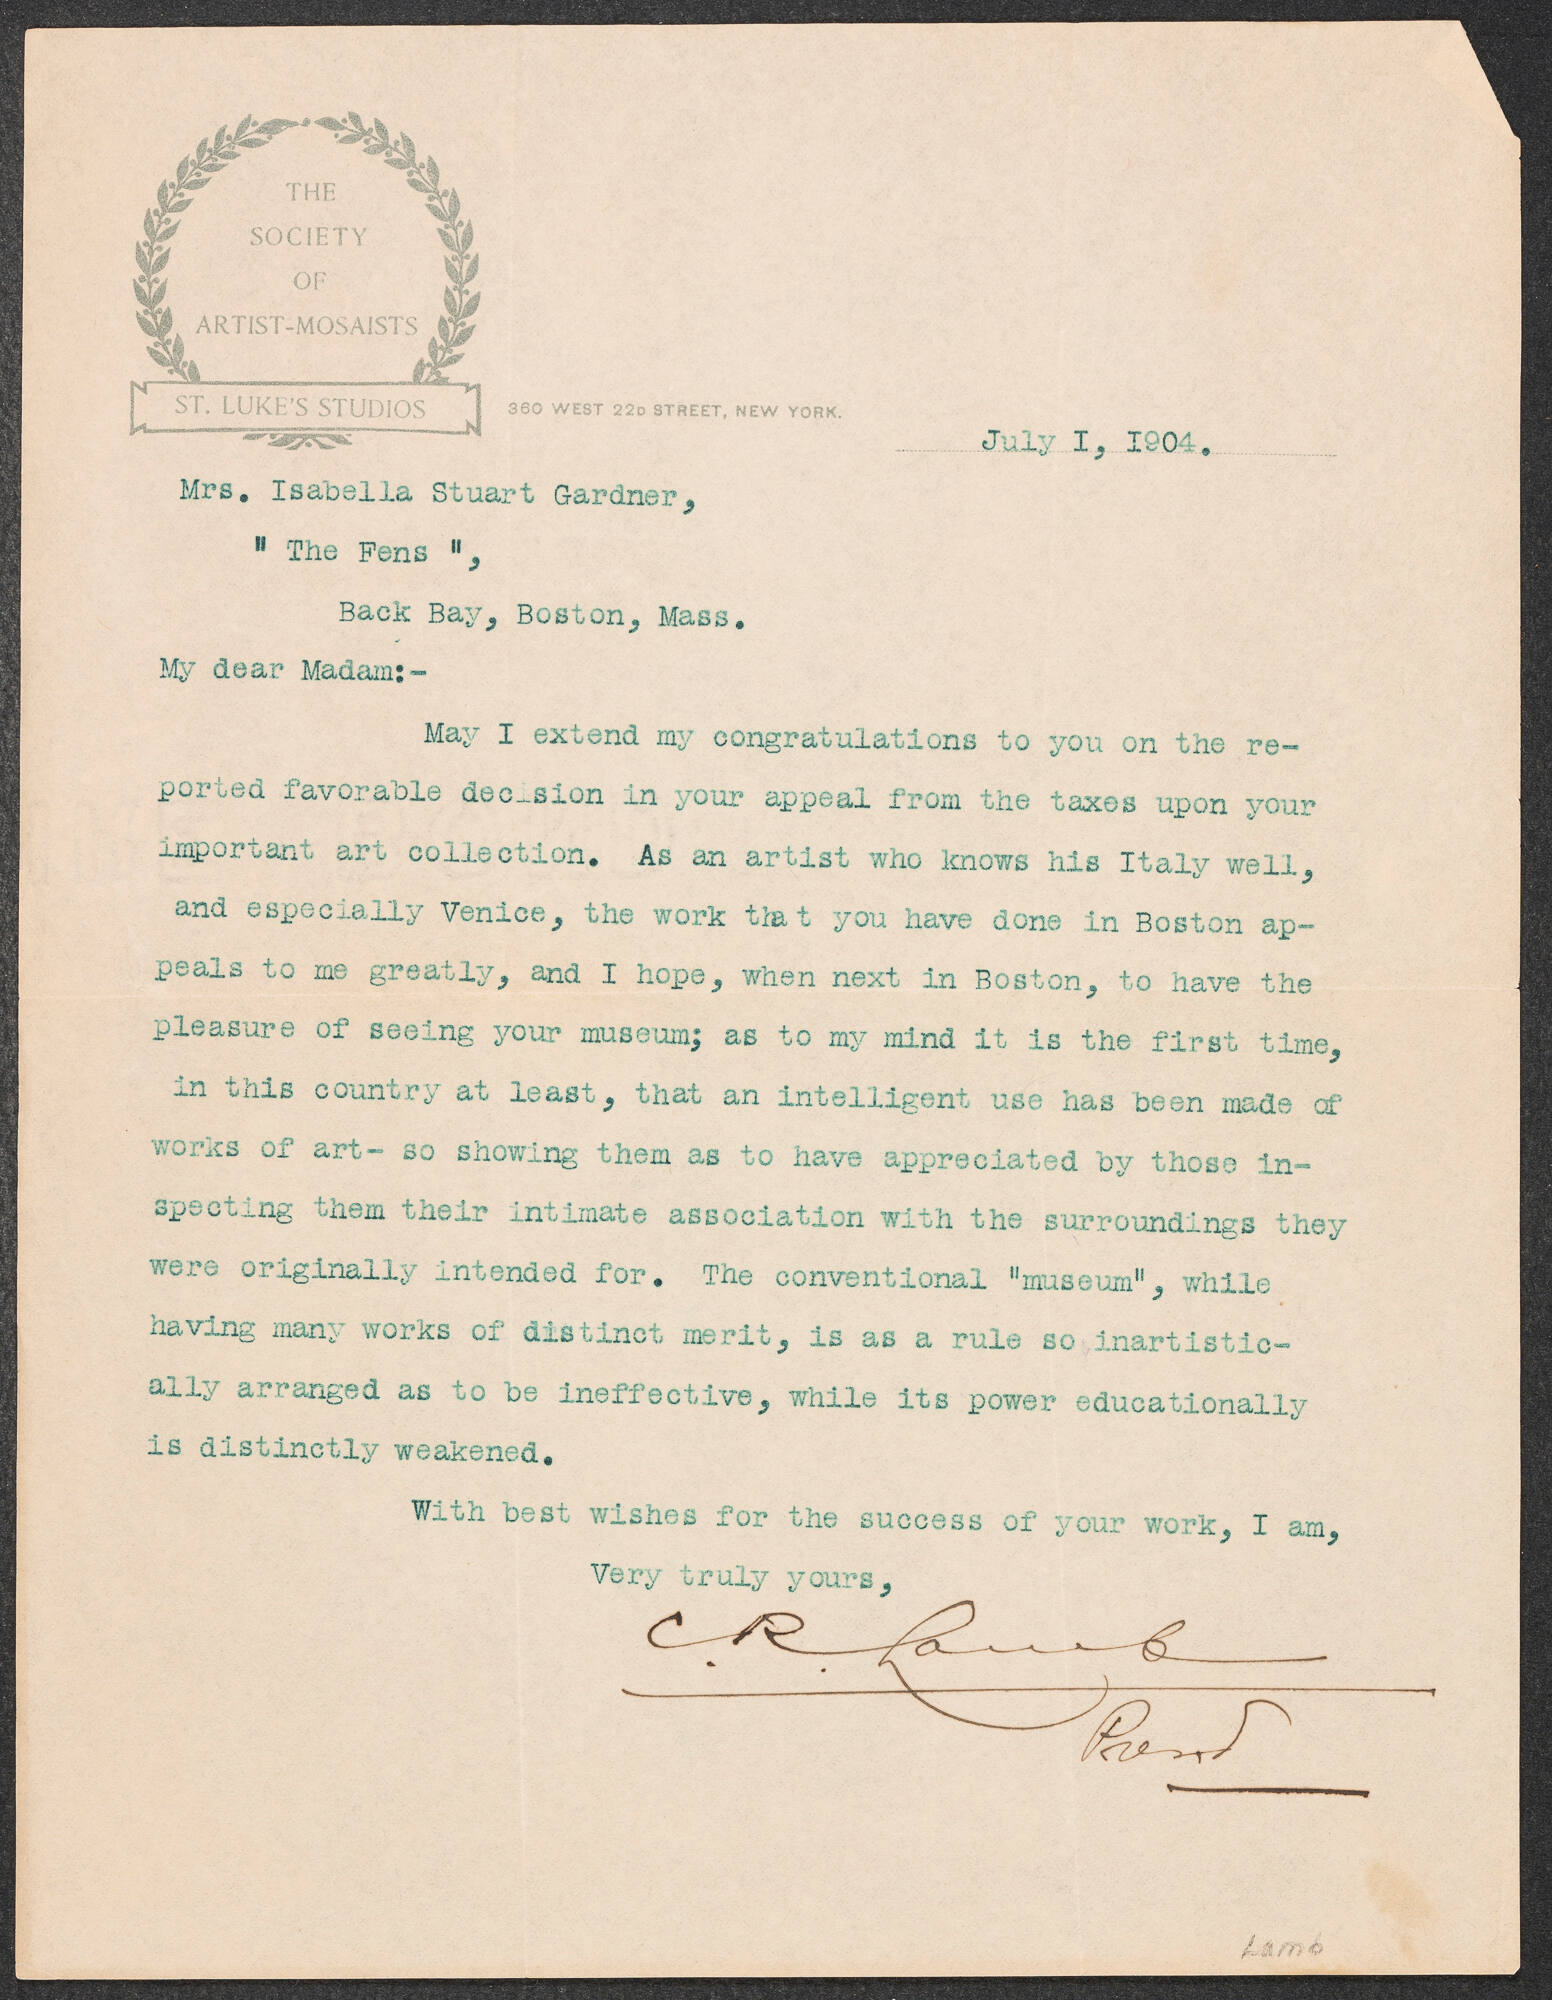 THE
SOCIETY
OF
ARTIST-MOSAISTS
ST. LUKE'S STUDIOS
360 WEST 22D STREET, NEW YORK.
July I, I904.
Mrs. Isabella Stuart Gardner,
" The Fens ",
Back Bay, Boston, Mass.
My dear Madam:-
May I extend my congratulations to you on the re-
ported favorable decision in your appeal from the taxes upon your
important art collection. As an artist who knows his Italy well,
and especially Venice, the work that you have done in Boston ap-
peals to me greatly, and I hope, when next in Boston, to have the
pleasure of seeing your museum; as to my mind it is the first time,
in this country at least, that an intelligent use has been made of
works of art- so showing them as to have appreciated by those in-
specting them their intimate association with the surroundings they
were originally intended for. The conventional "museum", while
having many works of distinct merit, is as a rule so inartistic-
ally arranged as to be ineffective, while its power educationally
is distinctly weakened.
With best wishes for the success of your work, I am,
Very truly yours,
C. R. Lamb
Presd
Lamb